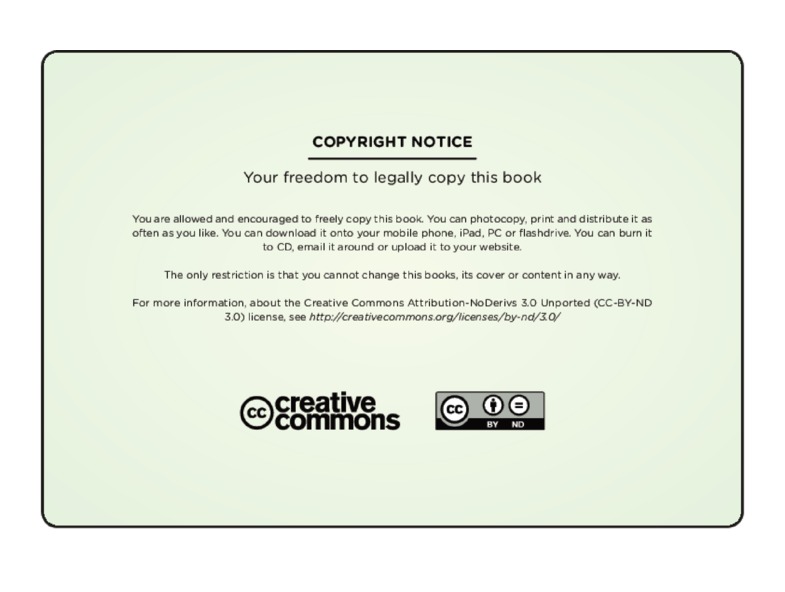 COPYRIGHT NOTICE
Your freedom to legally copy this book
You are allowed and encouraged to freely copy this book. You can photocopy, print and distribute it as
often as you like. You can download it onto your mobile phone, iPad, PC or flashdrive. You can burn it
to CD, email it around or upload it to your website.
The only restriction is that you cannot change this books, its cover or content in any way.
For more information, about the Creative Commons Attribution-NoDerivs 3.0 Unported (CC-BY-ND
3.0) license, see http://creativecommons.org/licenses/by-nd/3.0/
cc creative
commons
cc
BY ND